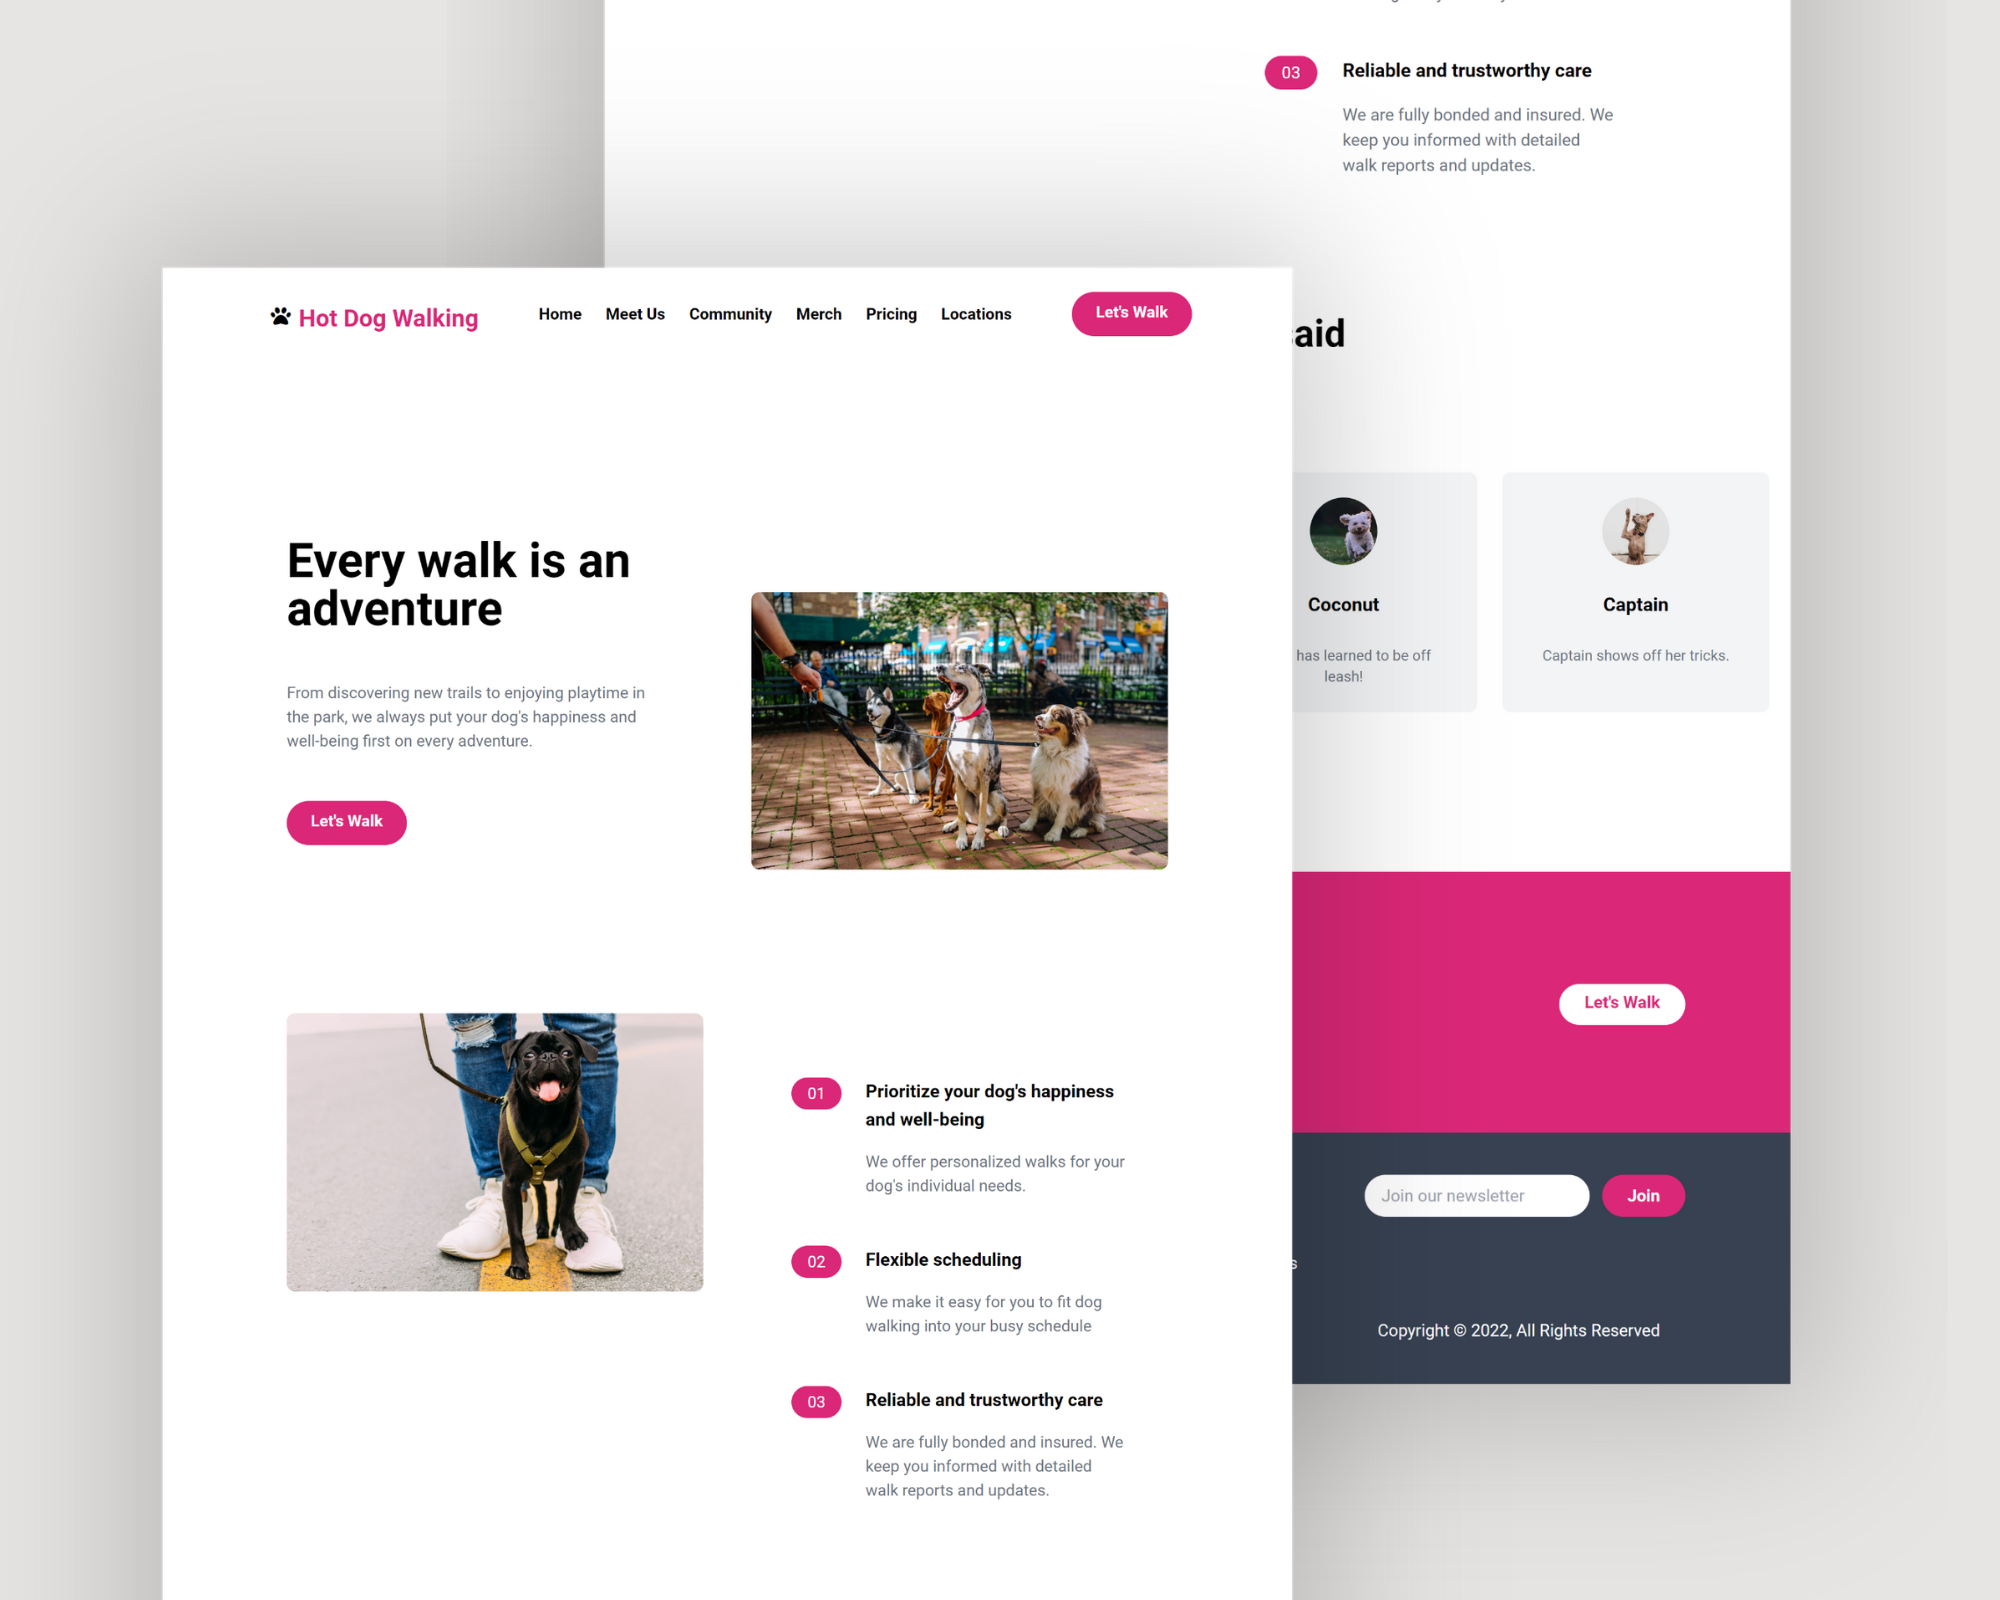 Hot Dog Walking
Home Meet Us Community Merch Pricing Locations
Let's Walk
Every walk is an
adventure
From discovering new trails to enjoying playtime in
the park, we always put your dog's happiness and
well-being first on every adventure.
Let's Walk
01
Prioritize your dog's happiness
and well-being
We offer personalized walks for your
dog's individual needs.
02
Flexible scheduling
We make it easy for you to fit dog
walking into your busy schedule
03
Reliable and trustworthy care
We are fully bonded and insured. We
keep you informed with detailed
walk reports and updates.
03
Reliable and trustworthy care
We are fully bonded and insured. We
keep you informed with detailed
walk reports and updates.
aid
Coconut
has learned to be off
leash!
Captain
Captain shows off her tricks.
Let's Walk
Join our newsletter
Join
s
Copyright © 2022, All Rights Reserved